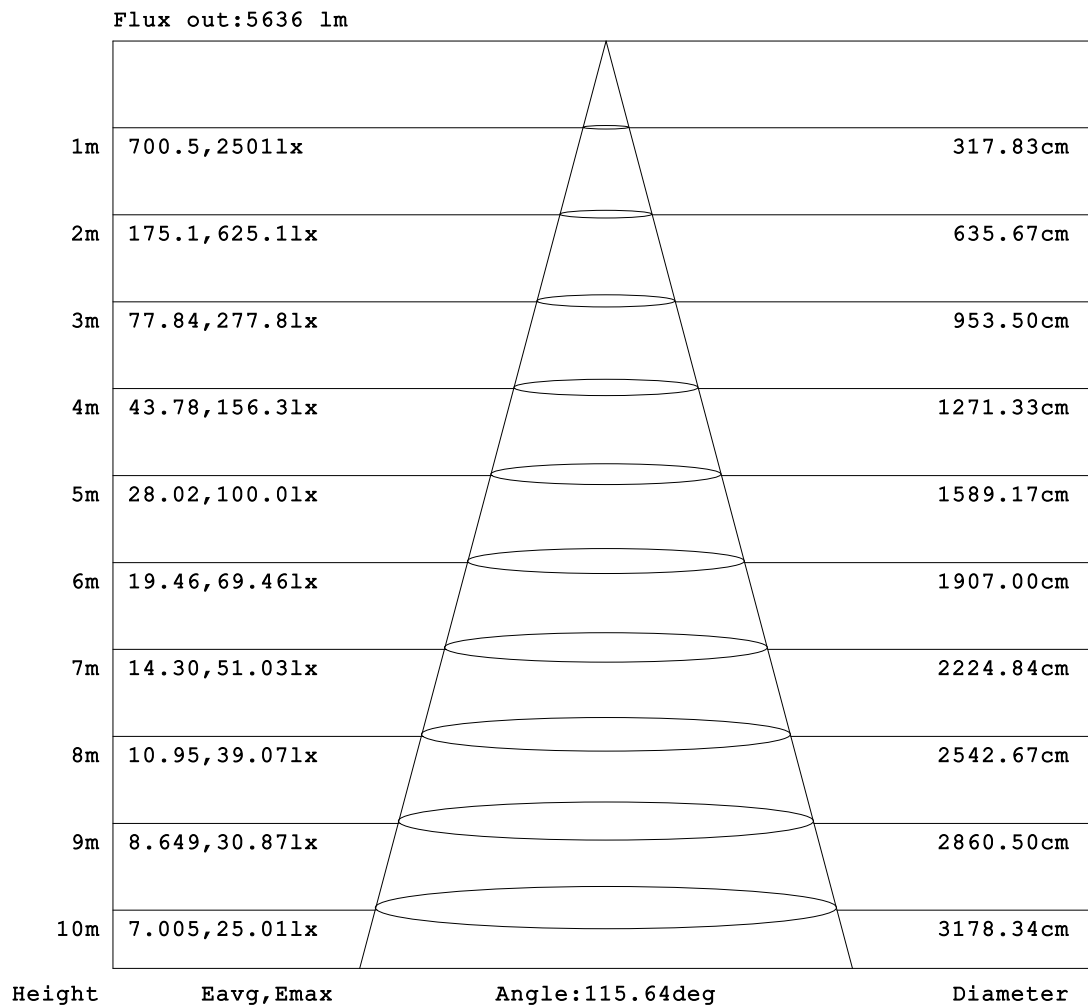 Flux out:5636 lm
1m 700.5,2501lx 317.83cm
2m 175.1,625.1lx 635.67cm
3m 77.84,277.8lx 953.50cm
4m 43.78,156.3lx 1271.33cm
5m 28.02,100.0lx 1589.17cm
6m 19.46,69.46lx 1907.00cm
7m 14.30,51.03lx 2224.84cm
8m 10.95,39.07lx 2542.67cm
9m 8.649,30.87lx 2860.50cm
10m 7.005,25.01lx 3178.34cm
Height Eavg,Emax Angle:115.64deg Diameter